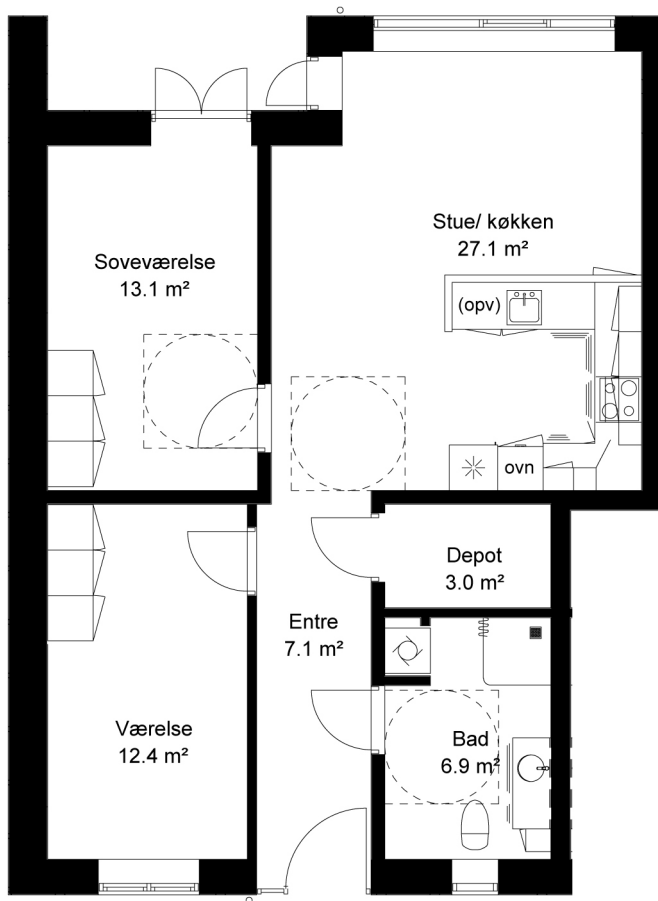 Stue/ køkken
27.1 m²
Soveværelse
13.1 m²
(opv)
ovn
Depot
3.0 m²
Entre
7.1 m²
Værelse
12.4 m²
Bad
6.9 m²